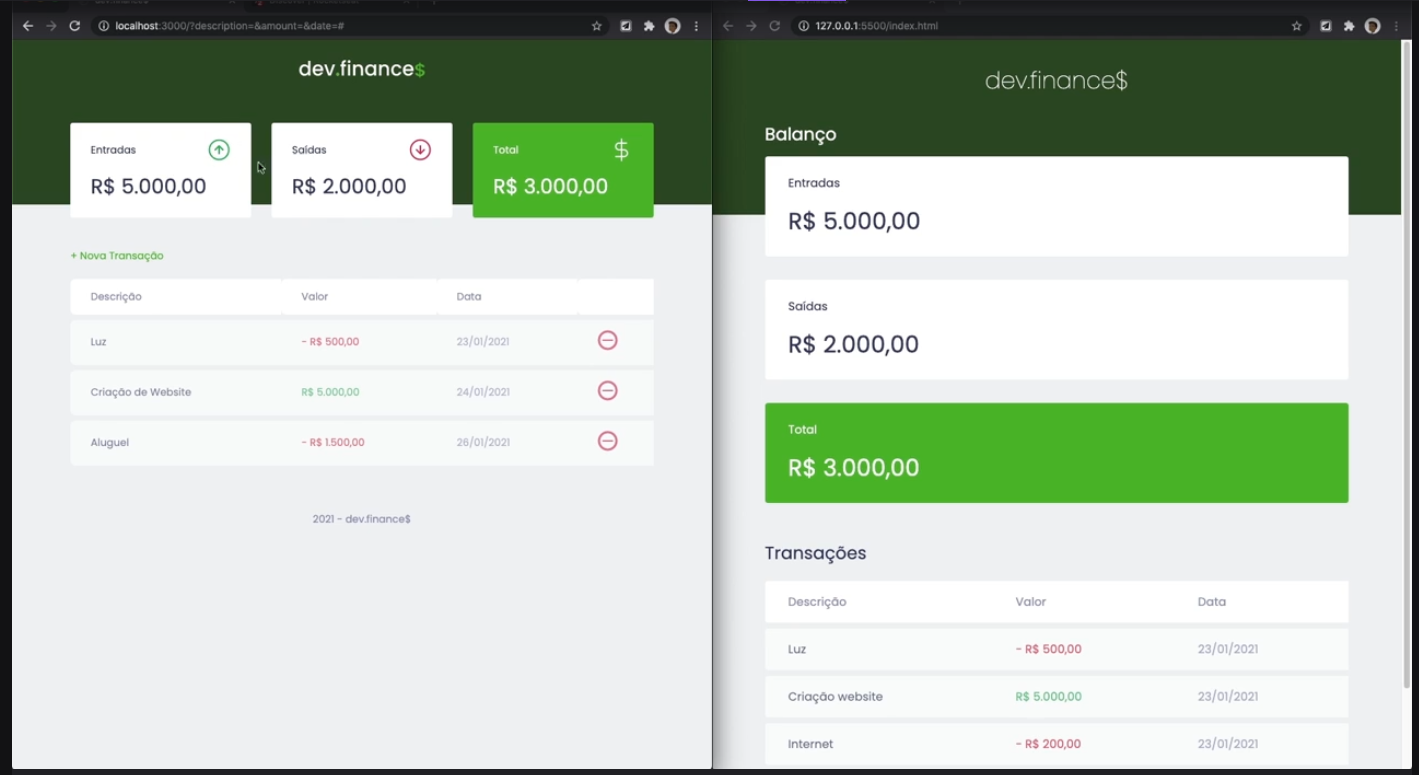 localhost:3000/?description=&amount=&date=#
dev.finance$
Entradas
R$ 5.000,00
Saídas
R$ 2.000,00
Total
$
R$ 3.000,00
+ Nova Transação
Descrição Valor Data
Luz - R$ 500,00 23/01/2021
Criação de Website R$ 5.000,00 24/01/2021
Aluguel - R$ 1.500,00 26/01/2021
2021 - dev.finance$
127.0.0.1:5500/index.html
dev.finance$
Balanço
Entradas
R$ 5.000,00
Saídas
R$ 2.000,00
Total
R$ 3.000,00
Transações
Descrição Valor Data
Luz - R$ 500,00 23/01/2021
Criação website R$ 5.000,00 23/01/2021
Internet - R$ 200,00 23/01/2021